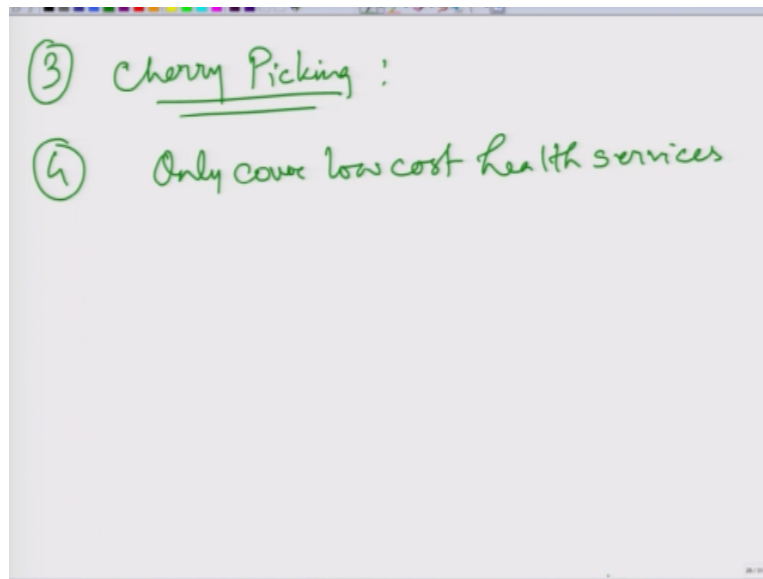 ③ Cherry Picking :
④ Only cover low cost health services